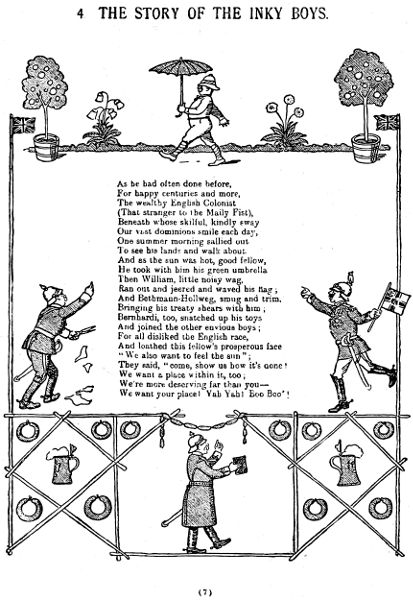 4 THE STORY OF THE INKY BOYS.
As he had often done before,
For happy centuries and more,
The wealthy English Colonist
(That stranger to the Maily Fist),
Beneath whose skilful, kindly sway
Our vast dominions smile each day,
One summer morning sallied out
To see his lands and walk about.
And as the sun was hot, good fellow,
He took with him his green umbrella
Then William, little noisy wag,
Ran out and jeered and waved his flag;
And Bethmann-Hollweg, smug and trim,
Bringing his treaty shears with him;
Bernhardi, too, snatched up his toys
And joined the other envious boys;
For all disliked the English race,
And loathed this fellow's prosperous face
"We also want to feel the sun";
They said, "come, show us how it's done!
We want a place within it, too;
We're more deserving far than you—
We want your place! Yah Yah! Boo Boo'!
(7)